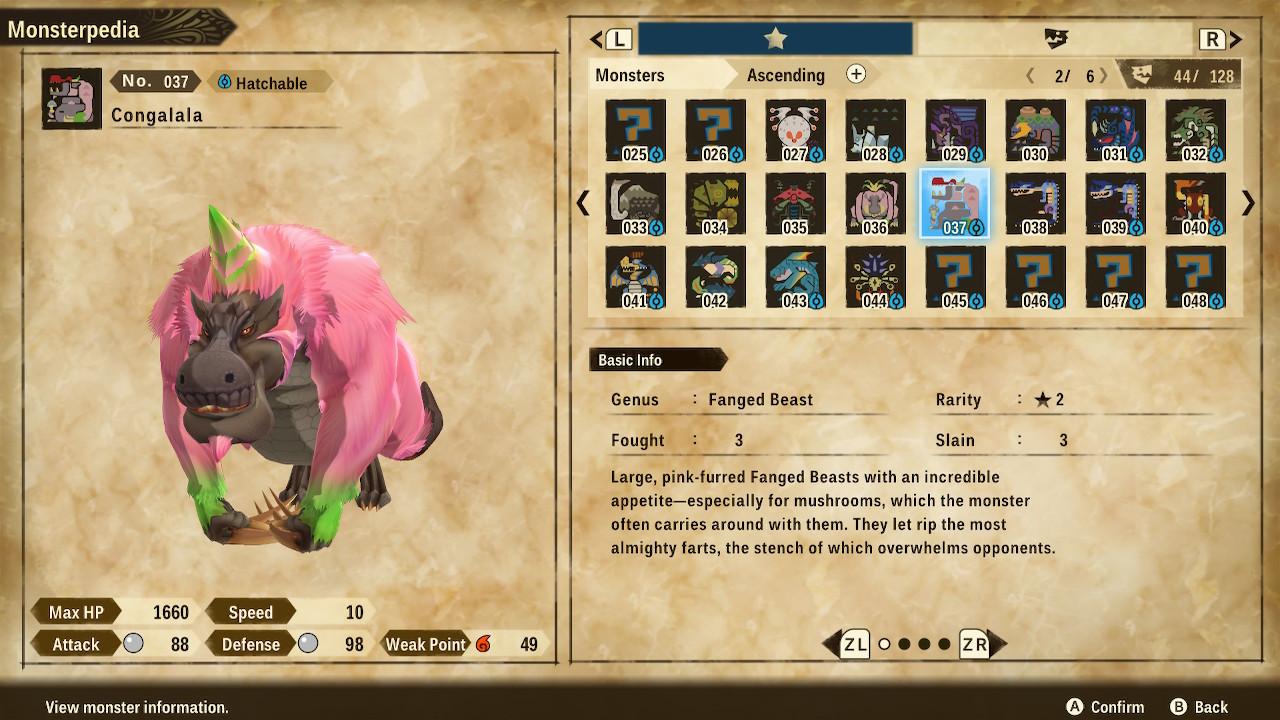 Monsterpedia
No. 037
Hatchable
Congalala
L
R
Monsters
Ascending
2/ 6
44/ 128
025
026
027
028
029
030
031
032
033
034
035
036
037
038
039
040
041
042
043
044
045
046
047
048
Basic Info
Genus : Fanged Beast
Rarity : ★ 2
Fought : 3
Slain : 3
Large, pink-furred Fanged Beasts with an incredible
appetite—especially for mushrooms, which the monster
often carries around with them. They let rip the most
almighty farts, the stench of which overwhelms opponents.
Max HP 1660
Speed 10
Attack 88
Defense 98
Weak Point 49
ZL
ZR
View monster information.
A Confirm
B Back